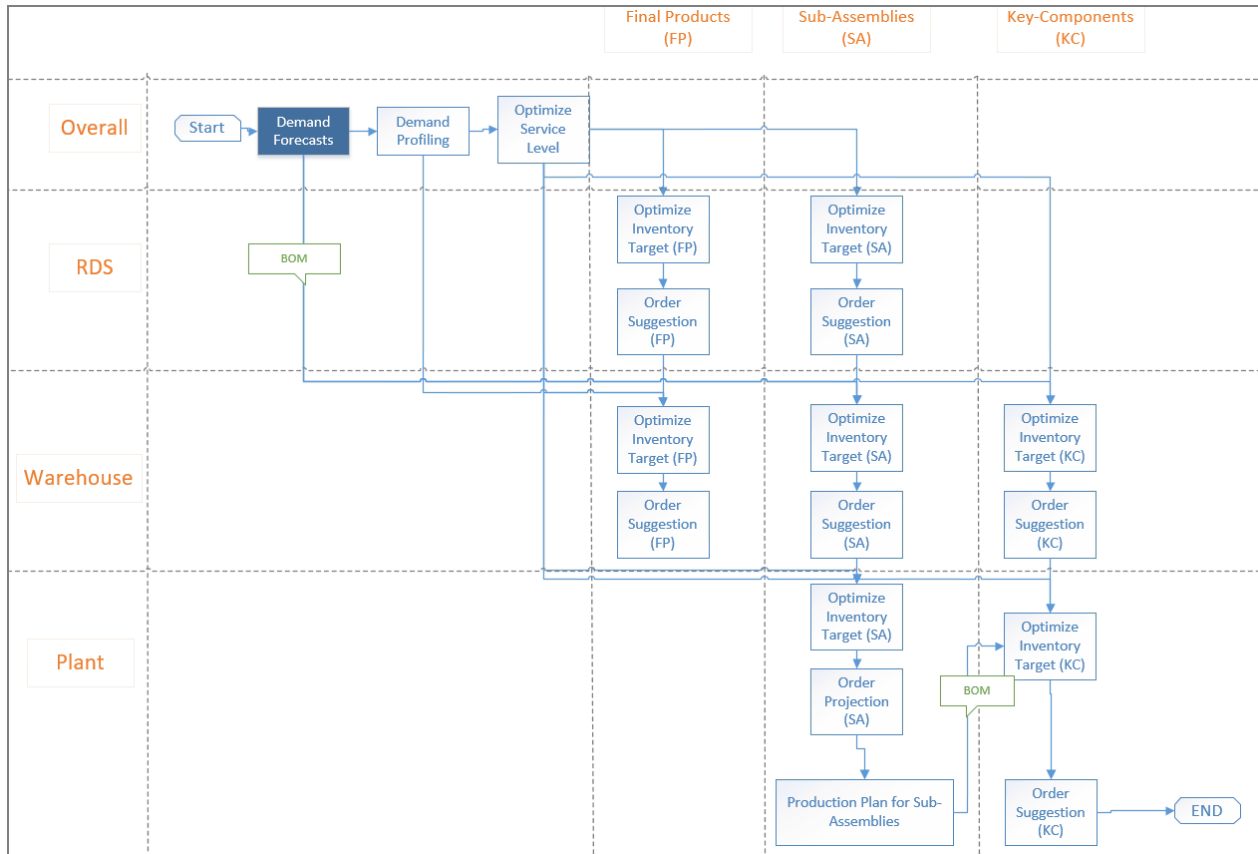 Final Products
(FP)
Sub-Assemblies
(SA)
Key-Components
(KC)
Overall
Start
Demand
Forecasts
Demand
Profiling
Optimize
Service
Level
RDS
BOM
Optimize
Inventory
Target (FP)
Optimize
Inventory
Target (SA)
Order
Suggestion
(FP)
Order
Suggestion
(SA)
Warehouse
Optimize
Inventory
Target (FP)
Optimize
Inventory
Target (SA)
Optimize
Inventory
Target (KC)
Order
Suggestion
(FP)
Order
Suggestion
(SA)
Order
Suggestion
(KC)
Plant
Optimize
Inventory
Target (SA)
Optimize
Inventory
Target (KC)
Order
Projection
(SA)
BOM
Production Plan for Sub-
Assemblies
Order
Suggestion
(KC)
END